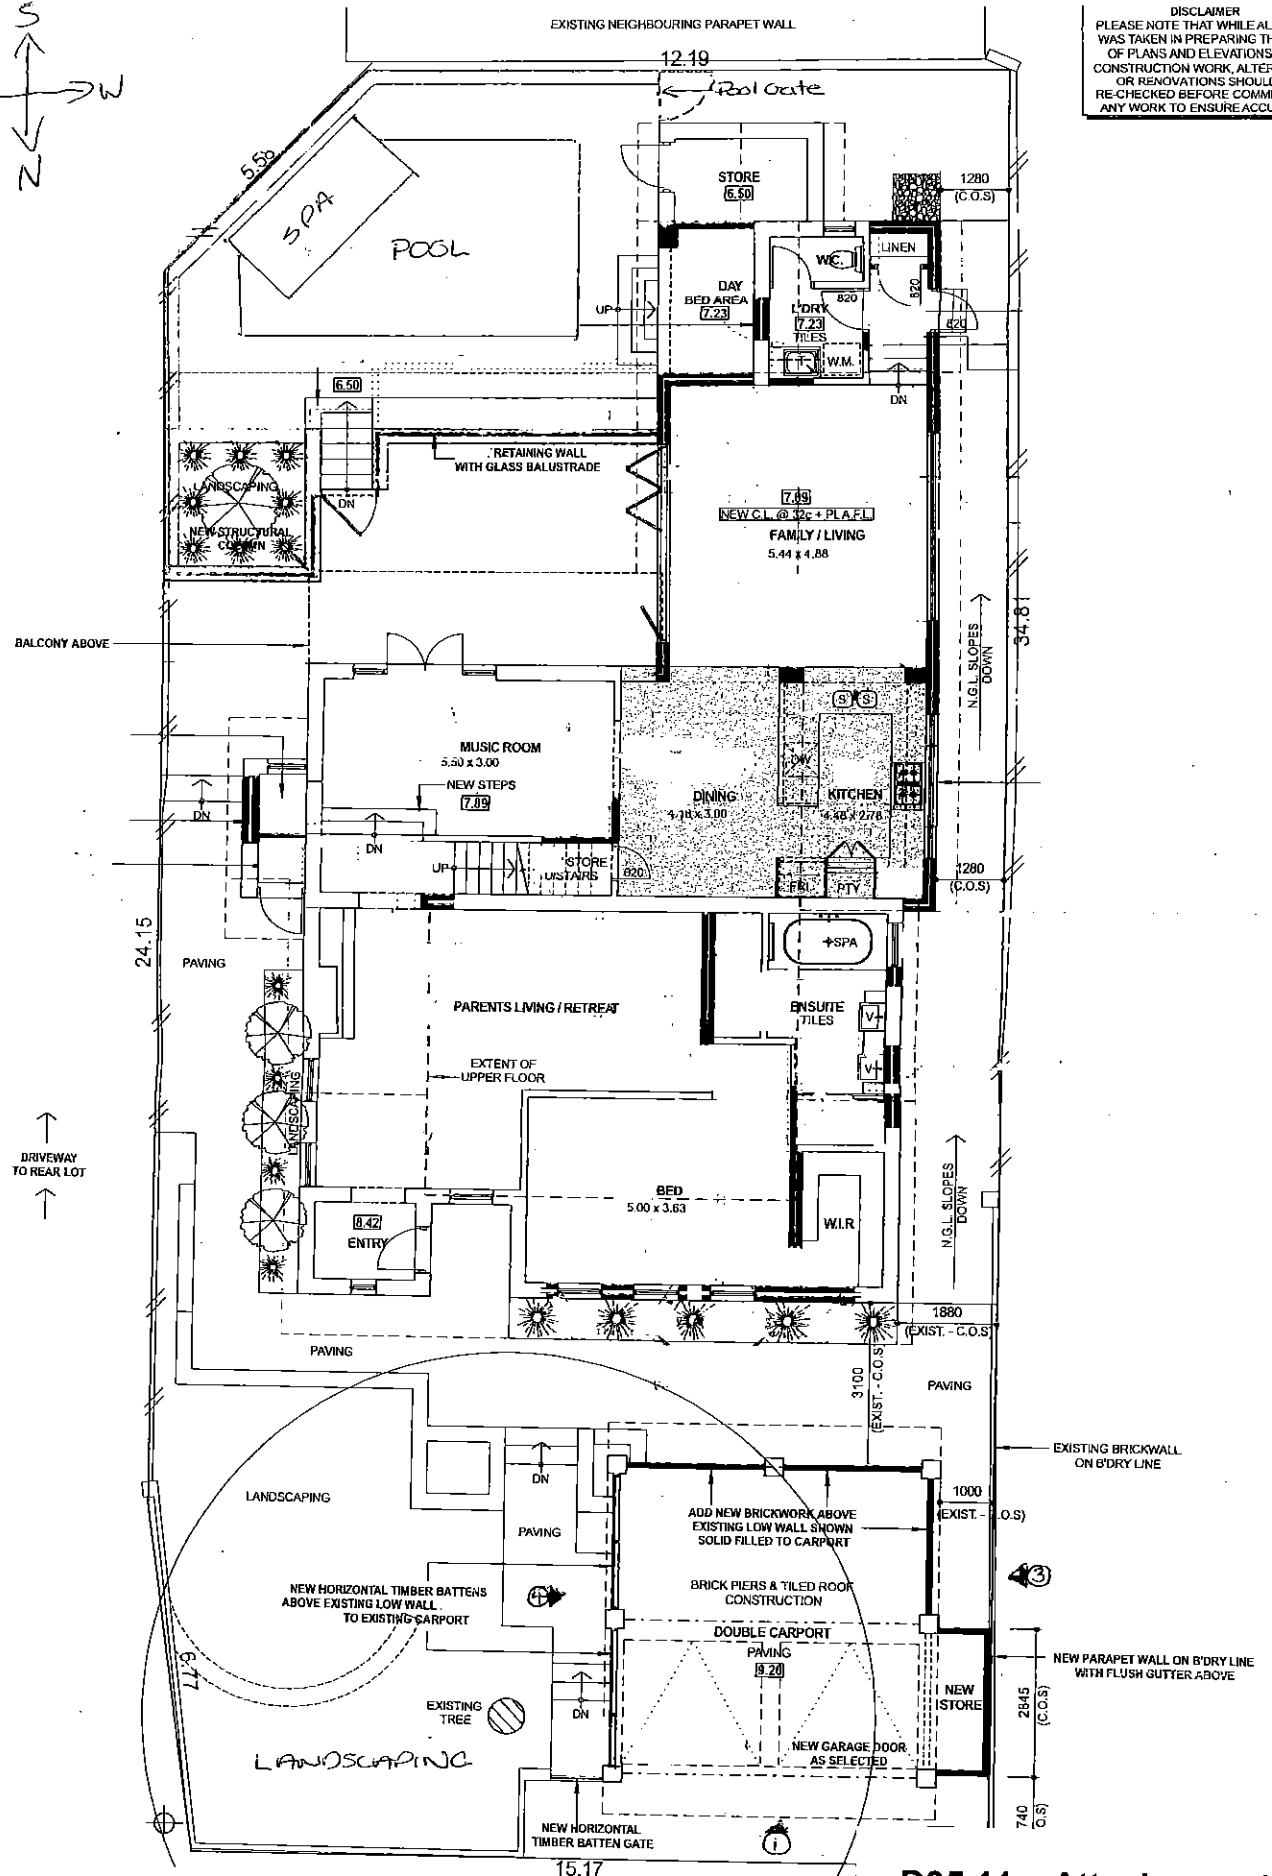 S
W
N
EXISTING NEIGHBOURING PARAPET WALL
12.19
DISCLAIMER
PLEASE NOTE THAT WHILE AL
WAS TAKEN IN PREPARING TH
OF PLANS AND ELEVATIONS
CONSTRUCTION WORK, ALTER
OR RENOVATIONS SHOUL
RE-CHECKED BEFORE COMME
ANY WORK TO ENSURE ACCU
Pool Gate
5.58
SPA
POOL
STORE
6.50
1280
(C.O.S)
W.C.
LINEN
DAY
BED AREA
7.23
UP
820
820
820
L'DRY
7.23
TILES
T
W.M.
DN
6.50
RETAINING WALL
WITH GLASS BALUSTRADE
LANDSCAPING
DN
NEW STRUCTURAL
COLUMN
7.89
NEW C.L. @ 32c + PLA.F.L.
FAMILY / LIVING
5.44 x 4.88
34.81
N.G.L. SLOPES
DOWN
BALCONY ABOVE
S
S
MUSIC ROOM
5.50 x 3.00
NEW STEPS
7.89
DN
DN
DW
DINING
4.18 x 3.00
KITCHEN
4.48 x 2.78
UP
STORE
U/STAIRS
820
FRI.
PTY
1280
(C.O.S)
24.15
PAVING
SPA
PARENTS LIVING / RETREAT
ENSUITE
TILES
V
V
EXTENT OF
UPPER FLOOR
LANDSCAPING
DRIVEWAY
TO REAR LOT
BED
5.00 x 3.63
W.I.R
N.G.L. SLOPES
DOWN
8.42
ENTRY
1880
(EXIST. - C.O.S)
PAVING
3100
(EXIST. - C.O.S)
PAVING
EXISTING BRICKWALL
ON B'DRY LINE
DN
LANDSCAPING
PAVING
1000
(EXIST. - C.O.S)
ADD NEW BRICKWORK ABOVE
EXISTING LOW WALL SHOWN
SOLID FILLED TO CARPORT
NEW HORIZONTAL TIMBER BATTENS
ABOVE EXISTING LOW WALL
TO EXISTING CARPORT
BRICK PIERS & TILED ROOF
CONSTRUCTION
3
DOUBLE CARPORT
PAVING
9.20
NEW PARAPET WALL ON B'DRY LINE
WITH FLUSH GUTTER ABOVE
6.77
NEW
STORE
2845
(C.O.S)
EXISTING
TREE
DN
LANDSCAPING
NEW GARAGE DOOR
AS SELECTED
740
O.S)
NEW HORIZONTAL
TIMBER BATTEN GATE
1
15.17